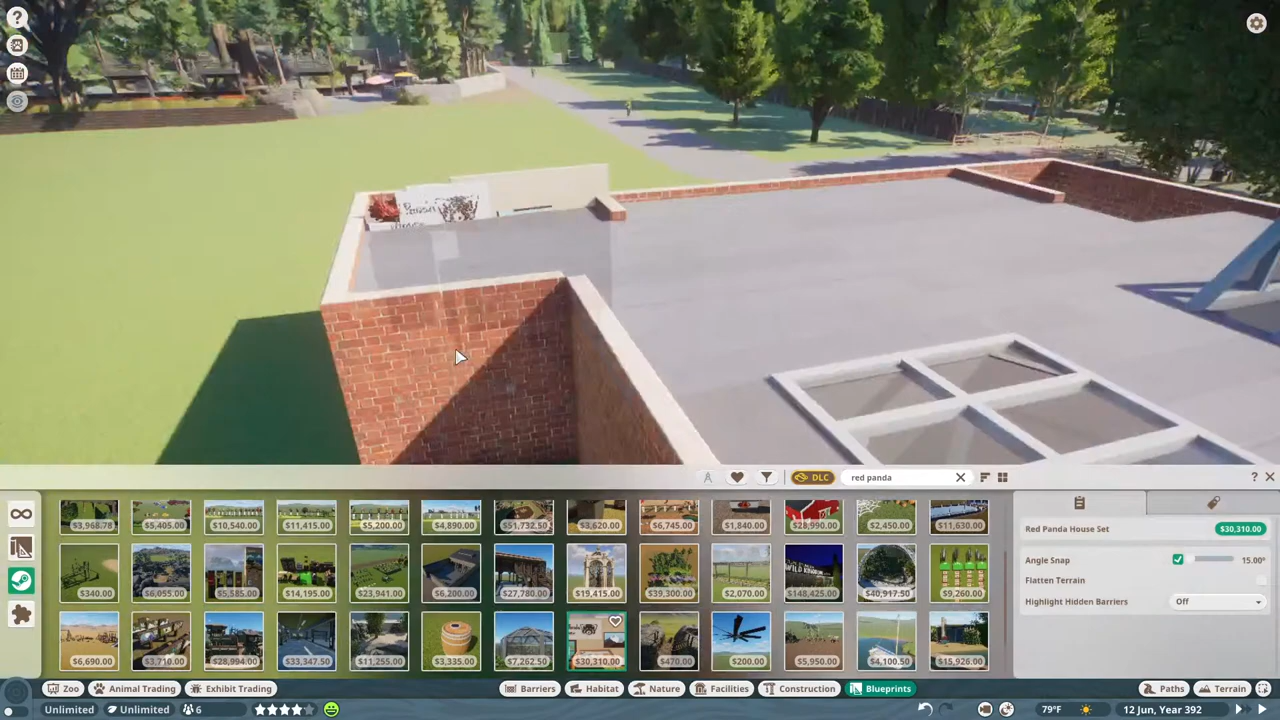 DLC
red panda
?
Red Panda House Set
$30,310.00
Angle Snap
15.00°
Flatten Terrain
Highlight Hidden Barriers
Off
$3,968.78
$5,405.00
$10,540.00
$11,415.00
$5,200.00
$4,890.00
$51,732.50
$3,620.00
$6,745.00
$1,840.00
$28,990.00
$2,450.00
$11,630.00
$340.00
$6,055.00
$5,585.00
$14,195.00
$23,941.00
$6,200.00
$27,780.00
$19,415.00
$39,300.00
$2,070.00
$148,425.00
$40,917.50
$9,260.00
$6,690.00
$3,710.00
$28,994.00
$33,347.50
$11,255.00
$3,335.00
$7,262.50
$30,310.00
$470.00
$200.00
$5,950.00
$4,100.50
$15,926.00
Zoo
Animal Trading
Exhibit Trading
Barriers
Habitat
Nature
Facilities
Construction
Blueprints
Paths
Terrain
Unlimited
Unlimited
6
79°F
12 Jun, Year 392